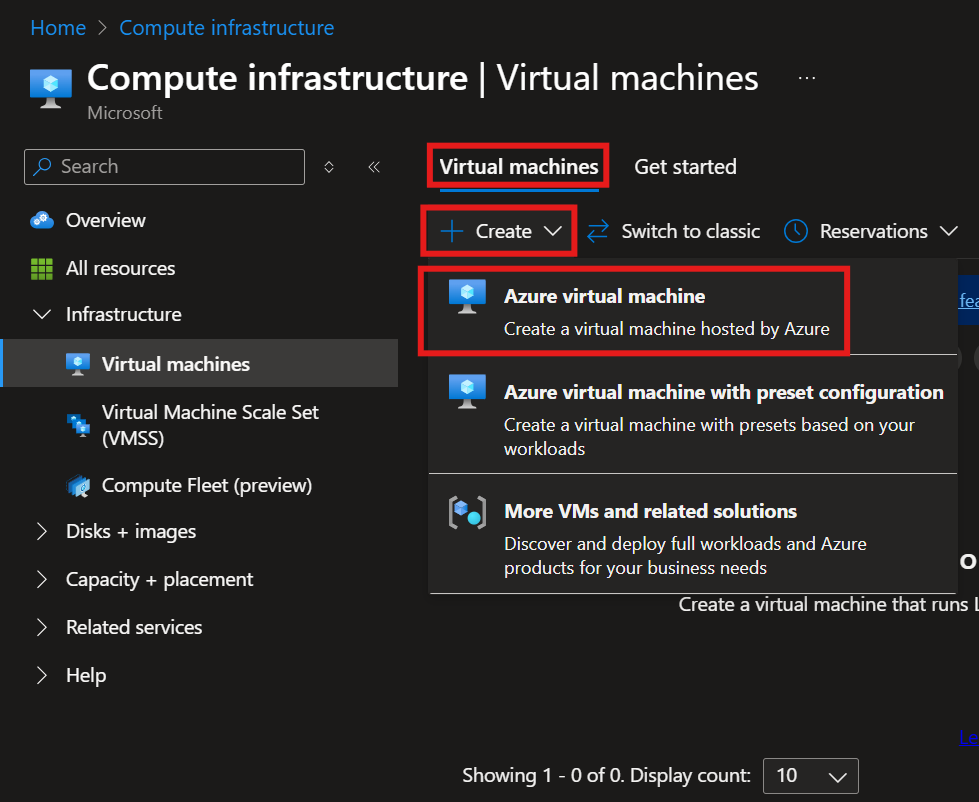 Home > Compute infrastructure
Compute infrastructure | Virtual machines ...
Microsoft
Search
Overview
All resources
Infrastructure
Virtual machines
Virtual Machine Scale Set
(VMSS)
Compute Fleet (preview)
Disks + images
Capacity + placement
Related services
Help
Virtual machines
Get started
Create
Switch to classic
Reservations
Azure virtual machine
Create a virtual machine hosted by Azure
Azure virtual machine with preset configuration
Create a virtual machine with presets based on your
workloads
More VMs and related solutions
Discover and deploy full workloads and Azure
products for your business needs
Create a virtual machine that runs
Showing 1 - 0 of 0. Display count: 10